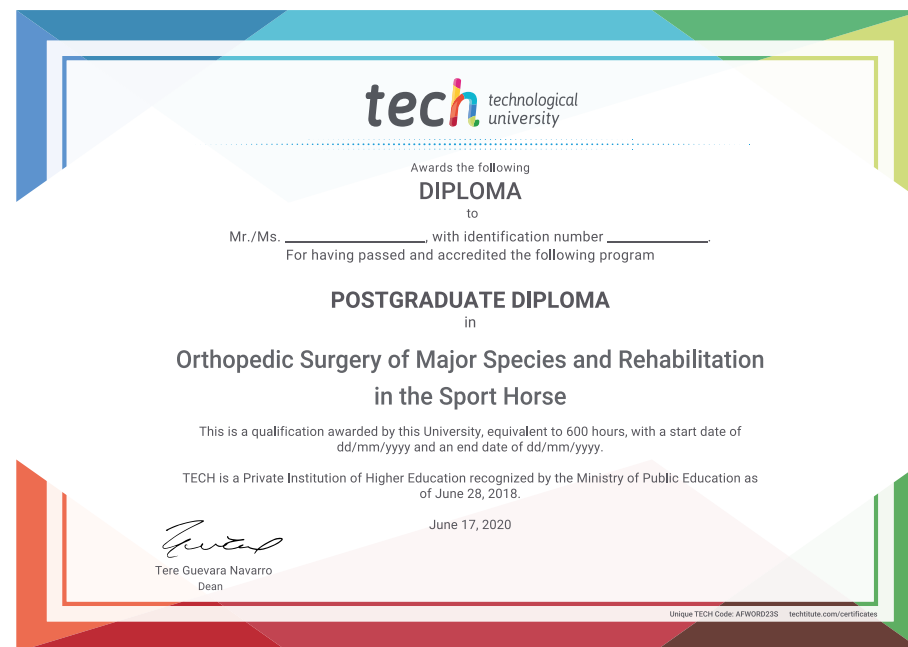 tech technological
university
Awards the following
DIPLOMA
to
Mr./Ms. ____________________, with identification number ______________.
For having passed and accredited the following program
POSTGRADUATE DIPLOMA
in
Orthopedic Surgery of Major Species and Rehabilitation
in the Sport Horse
This is a qualification awarded by this University, equivalent to 600 hours, with a start date of
dd/mm/yyyy and an end date of dd/mm/yyyy.
TECH is a Private Institution of Higher Education recognized by the Ministry of Public Education as
of June 28, 2018.
June 17, 2020
Tere Guevara Navarro
Dean
Unique TECH Code: AFWORD23S techtitute.com/certificates